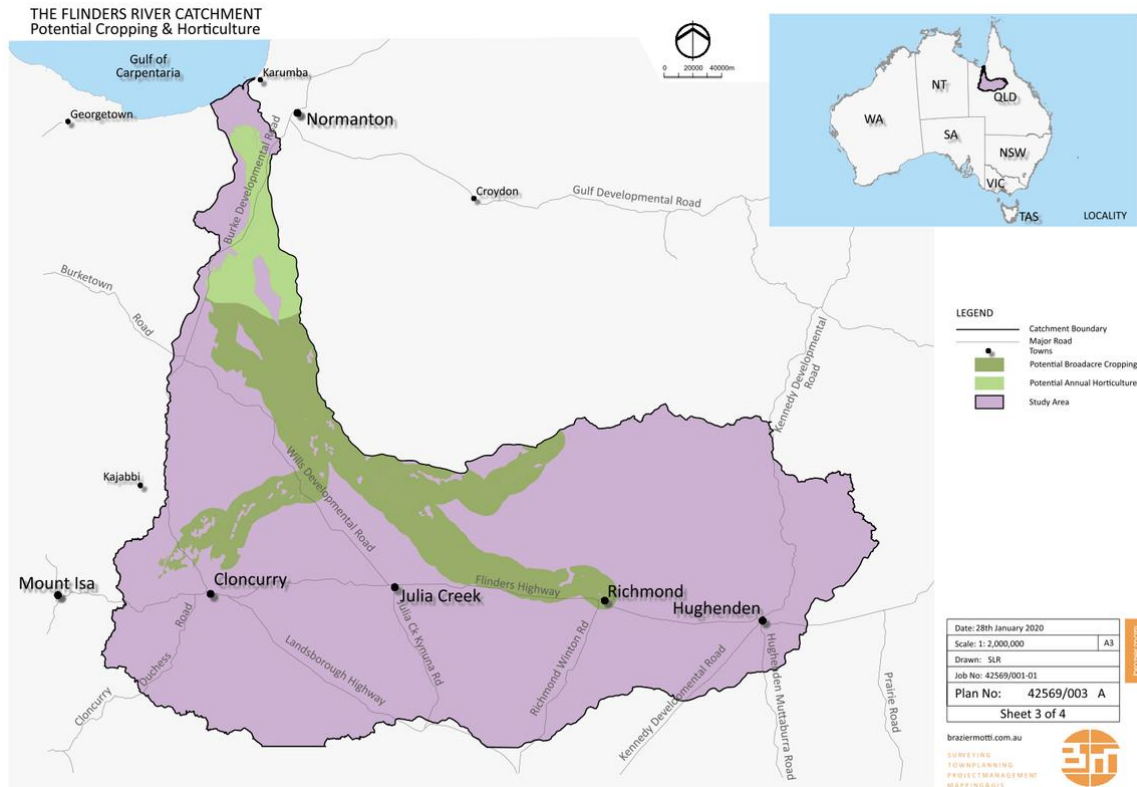 THE FLINDERS RIVER CATCHMENT
Potential Cropping & Horticulture
Gulf of
Carpentaria
Karumba
Georgetown
Normanton
Burke Developmental Road
Croydon
Gulf Developmental Road
0 20000 40000m
NT
QLD
WA
SA
NSW
VIC
TAS
LOCALITY
Burketown
Road
Kennedy Developmental
Road
LEGEND
Catchment Boundary
Major Road
Towns
Potential Broadacre Cropping
Potential Annual Horticulture
Study Area
Kajabbi
Wills Developmental Road
Mount Isa
Cloncurry
Julia Creek
Flinders Highway
Richmond
Hughenden
Cloncurry
Duchess
Road
Landsborough Highway
Julia Ck Kynuna Rd
Richmond Winton Rd
Kennedy Developmental Road
Hughenden Muttaburra Road
Prairie Road
Date: 28th January 2020
Scale: 1: 2,000,000 A3
Drawn: SLR
Job No: 42569/001-01
Plan No: 42569/003 A
Sheet 3 of 4
braziermotti.com.au
SURVEYING
TOWNPLANNING
PROJECTMANAGEMENT
MAPPING&GIS